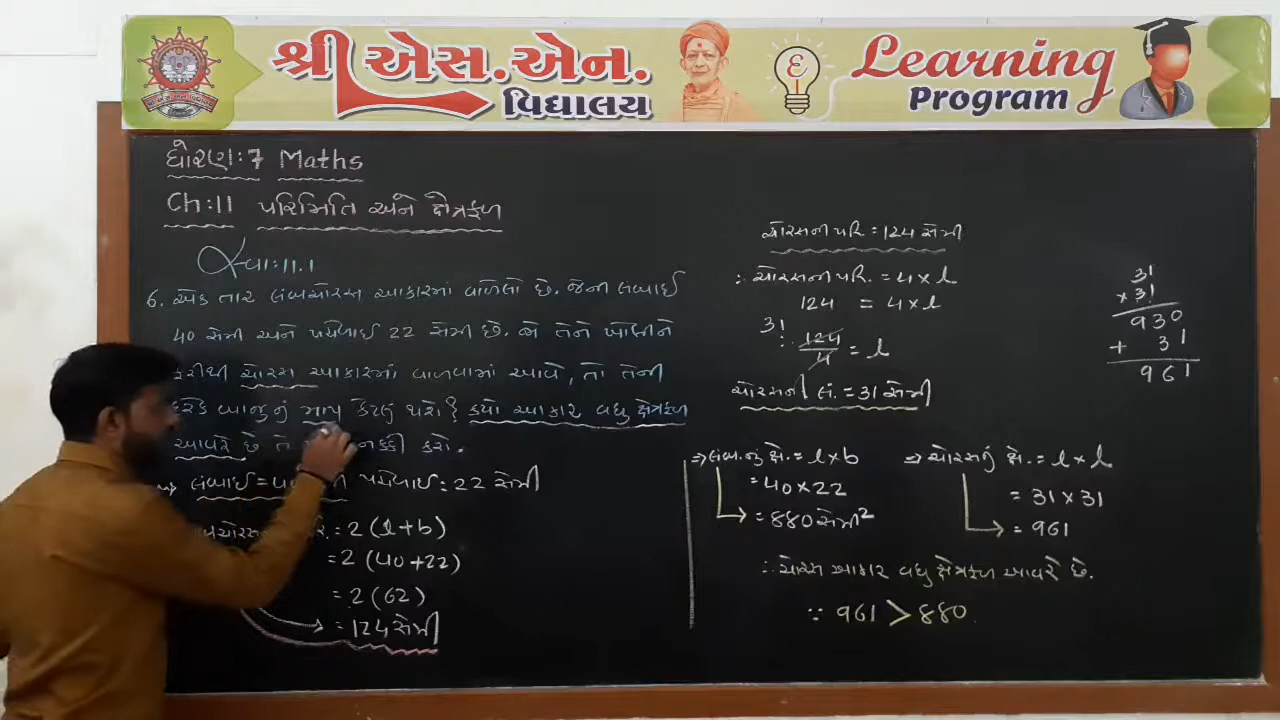 શ્રી એસ.એન.
વિદ્યાલય
Learning
Program
ધોરણ:7 Maths
Ch:11 પરિમિતિ અને ક્ષેત્રફળ
સ્વા:11.1
6. એક તાર લંબચોરસ આકારમાં વાળેલો છે. જેની લંબાઈ
40 સેમી અને પહોળાઈ 22 સેમી છે. જો તેને ખોલીને
ફરીથી ચોરસ આકારમાં વાળવામાં આવે, તો તેની
દરેક બાજુનું માપ કેટલું થશે? કયો આકાર વધુ ક્ષેત્રફળ
આવરે છે તે નક્કી કરો.
→ લંબાઈ = પહોળાઈ : 22 સેમી
= 2 (l+b)
= 2 (40+22)
= 2 (62)
= 124 સેમી
ચોરસની પરિ = 124 સેમી
∴ ચોરસની પરિ. = 4 × l
124 = 4 × l
31
∴ 124/4 = l
ચોરસની લં. = 31 સેમી
31
× 31
930
+ 31
961
⇒ લંબ.નું ક્ષે. = l × b
= 40 × 22
= 880 સેમી²
⇒ ચોરસનું ક્ષે. = l × l
= 31 × 31
= 961
∴ ચોરસ આકાર વધુ ક્ષેત્રફળ આવરે છે.
∵ 961 > 880.